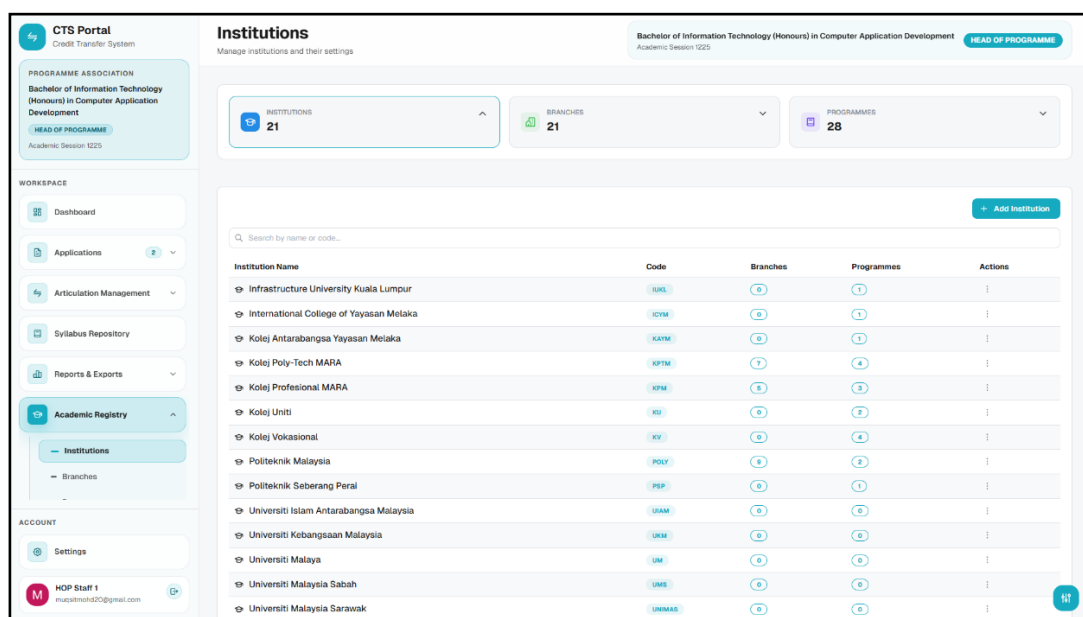 CTS Portal
Credit Transfer System
PROGRAMME ASSOCIATION
Bachelor of Information Technology
(Honours) in Computer Application
Development
HEAD OF PROGRAMME
Academic Session 1225
WORKSPACE
Dashboard
Applications 2
Articulation Management
Syllabus Repository
Reports & Exports
Academic Registry
Institutions
Branches
ACCOUNT
Settings
M
HOP Staff 1
muqsitmohd20@gmail.com
Institutions
Manage institutions and their settings
Bachelor of Information Technology (Honours) in Computer Application Development
Academic Session 1225
HEAD OF PROGRAMME
INSTITUTIONS
21
BRANCHES
21
PROGRAMMES
28
+ Add Institution
Search by name or code...
Institution Name Code Branches Programmes Actions
Infrastructure University Kuala Lumpur IUKL 0 1
International College of Yayasan Melaka ICYM 0 1
Kolej Antarabangsa Yayasan Melaka KAYM 0 1
Kolej Poly-Tech MARA KPTM 7 4
Kolej Profesional MARA KPM 5 3
Kolej Uniti KU 0 2
Kolej Vokasional KV 0 4
Politeknik Malaysia POLY 9 2
Politeknik Seberang Perai PSP 0 1
Universiti Islam Antarabangsa Malaysia UIAM 0 0
Universiti Kebangsaan Malaysia UKM 0 0
Universiti Malaya UM 0 0
Universiti Malaysia Sabah UMS 0 0
Universiti Malaysia Sarawak UNIMAS 0 0